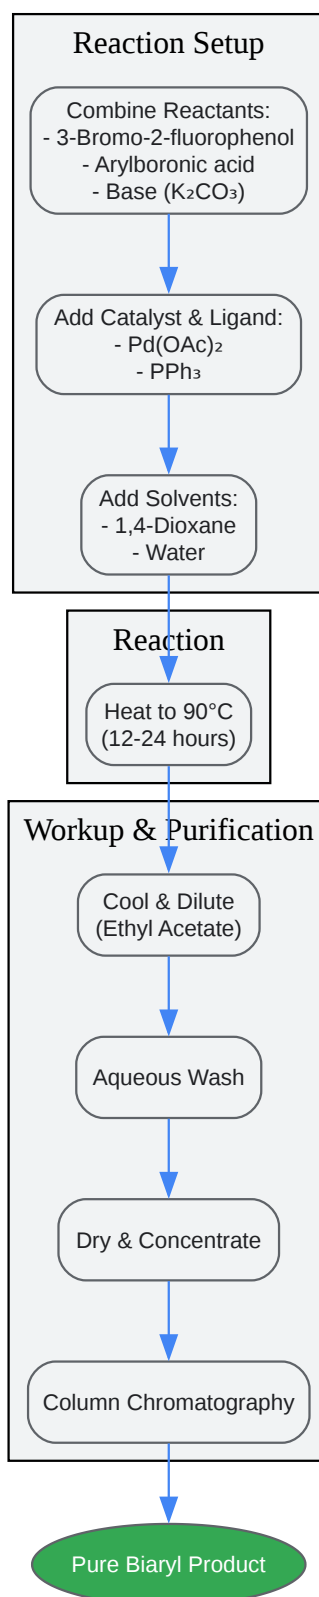 Reaction Setup
Combine Reactants:
- 3-Bromo-2-fluorophenol
- Arylboronic acid
- Base (K₂CO₃)
Add Catalyst & Ligand:
- Pd(OAc)₂
- PPh₃
Add Solvents:
- 1,4-Dioxane
- Water
Reaction
Heat to 90°C
(12-24 hours)
Workup & Purification
Cool & Dilute
(Ethyl Acetate)
Aqueous Wash
Dry & Concentrate
Column Chromatography
Pure Biaryl Product